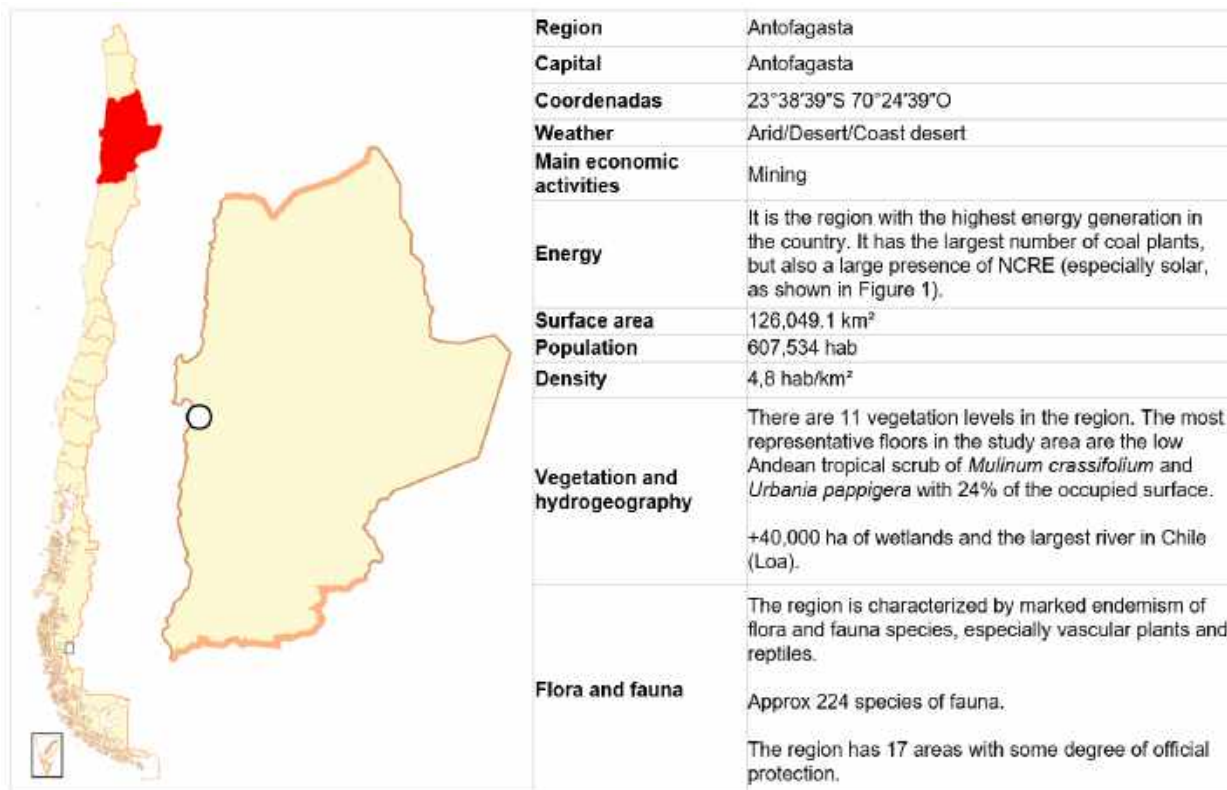 Region Antofagasta
Capital Antofagasta
Coordenadas 23°38'39"S 70°24'39"O
Weather Arid/Desert/Coast desert
Main economic
activities Mining
Energy It is the region with the highest energy generation in
the country. It has the largest number of coal plants,
but also a large presence of NCRE (especially solar,
as shown in Figure 1).
Surface area 126,049.1 km²
Population 607,534 hab
Density 4,8 hab/km²
Vegetation and
hydrogeography
There are 11 vegetation levels in the region. The most
representative floors in the study area are the low
Andean tropical scrub of Mulinum crassifolium and
Urbania pappigera with 24% of the occupied surface.
+40,000 ha of wetlands and the largest river in Chile
(Loa).
Flora and fauna
The region is characterized by marked endemism of
flora and fauna species, especially vascular plants and
reptiles.
Approx 224 species of fauna.
The region has 17 areas with some degree of official
protection.